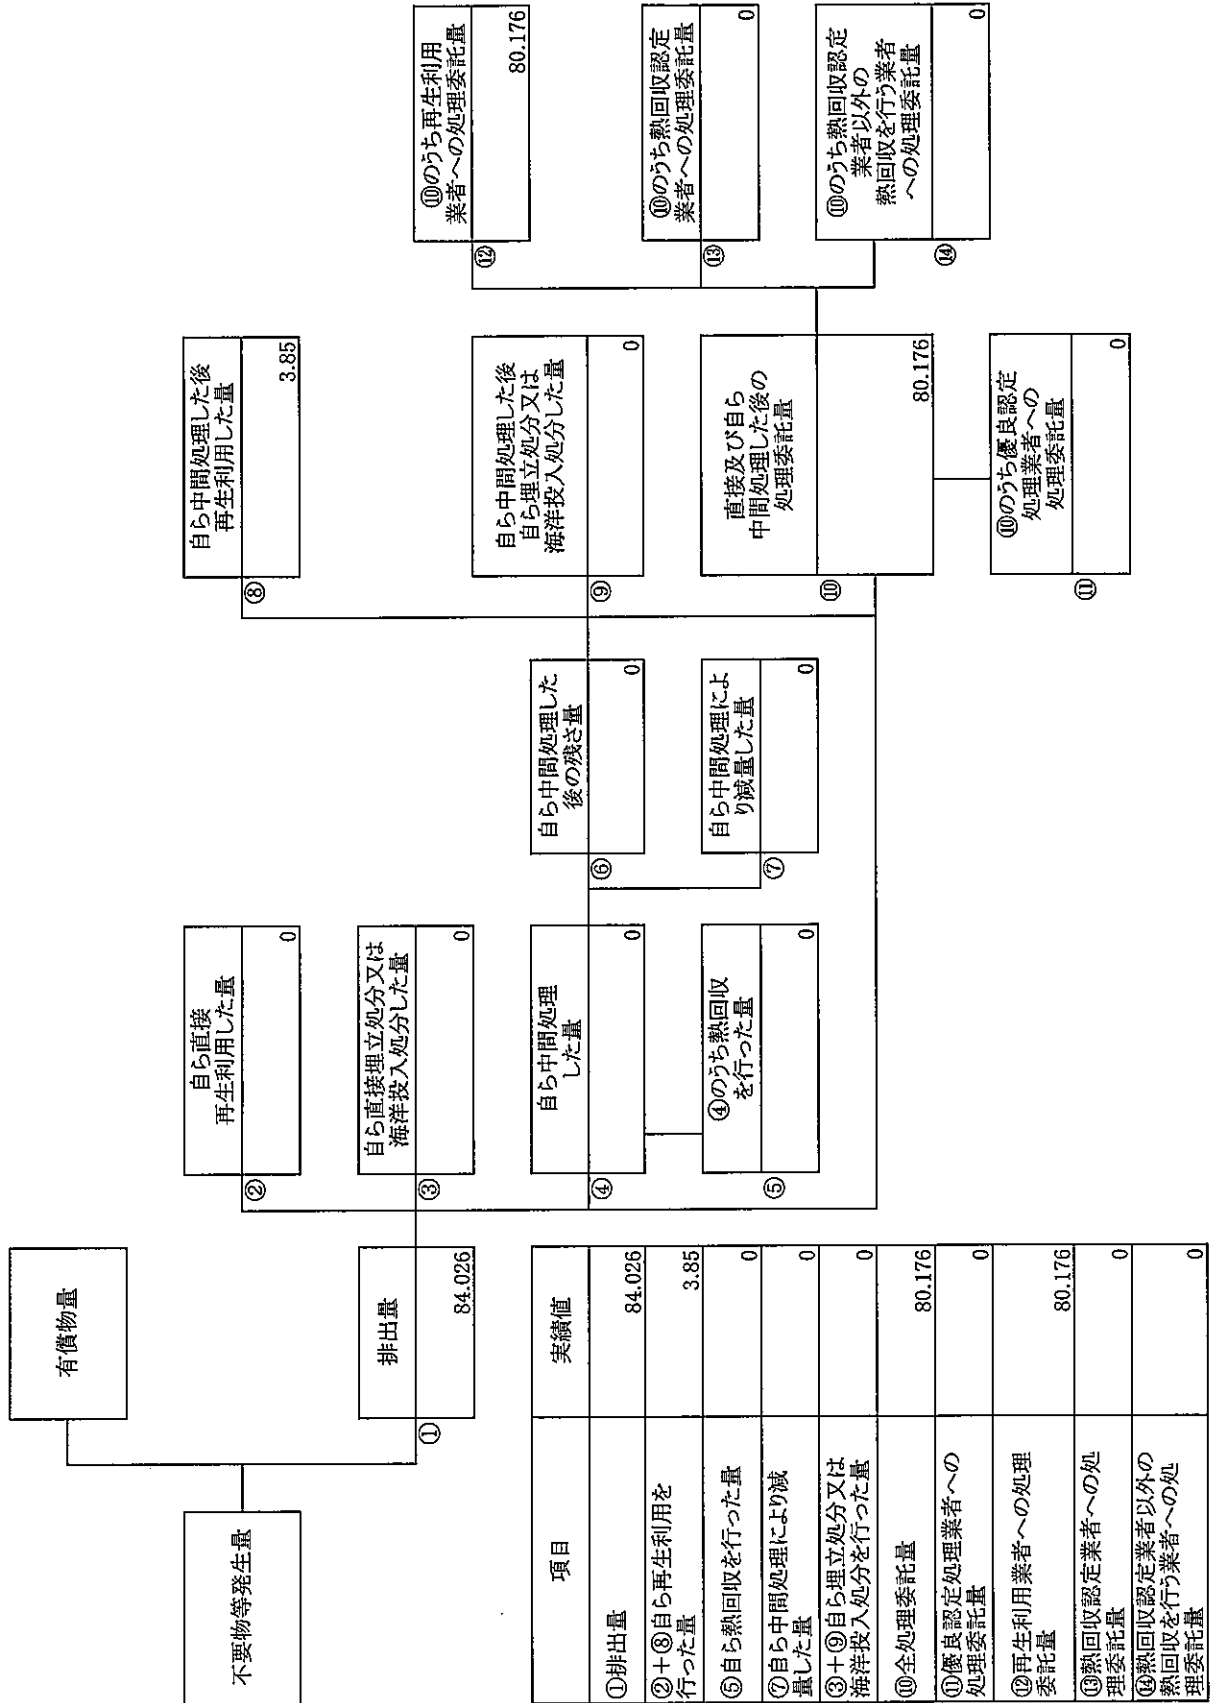 不要物等発生量
有償物量
排出量
①
84.026
自ら直接
再生利用した量
②
0
自ら直接埋立処分又は
海洋投入処分した量
③
0
自ら中間処理
した量
④
0
④のうち熱回収
を行った量
⑤
0
自ら中間処理した
後の残さ量
⑥
0
自ら中間処理によ
り減量した量
⑦
0
自ら中間処理した後
再生利用した量
⑧
3.85
自ら中間処理した後
自ら埋立処分又は
海洋投入処分した量
⑨
0
直接及び自ら
中間処理した後の
処理委託量
⑩
80.176
⑩のうち優良認定
処理業者への
処理委託量
⑪
0
⑩のうち再生利用
業者への処理委託量
⑫
80.176
⑩のうち熱回収認定
業者への処理委託量
⑬
0
⑩のうち熱回収認定
業者以外の
熱回収を行う業者
への処理委託量
⑭
0
項目 実績値
①排出量 84.026
②+⑧自ら再生利用を
行った量 3.85
⑤自ら熱回収を行った量 0
⑦自ら中間処理により減
量した量 0
③+⑨自ら埋立処分又は
海洋投入処分を行った量 0
⑩全処理委託量 80.176
⑪優良認定処理業者への
処理委託量 0
⑫再生利用業者への処理
委託量 80.176
⑬熱回収認定業者への処
理委託量 0
⑭熱回収認定業者以外の
熱回収を行う業者への処
理委託量 0